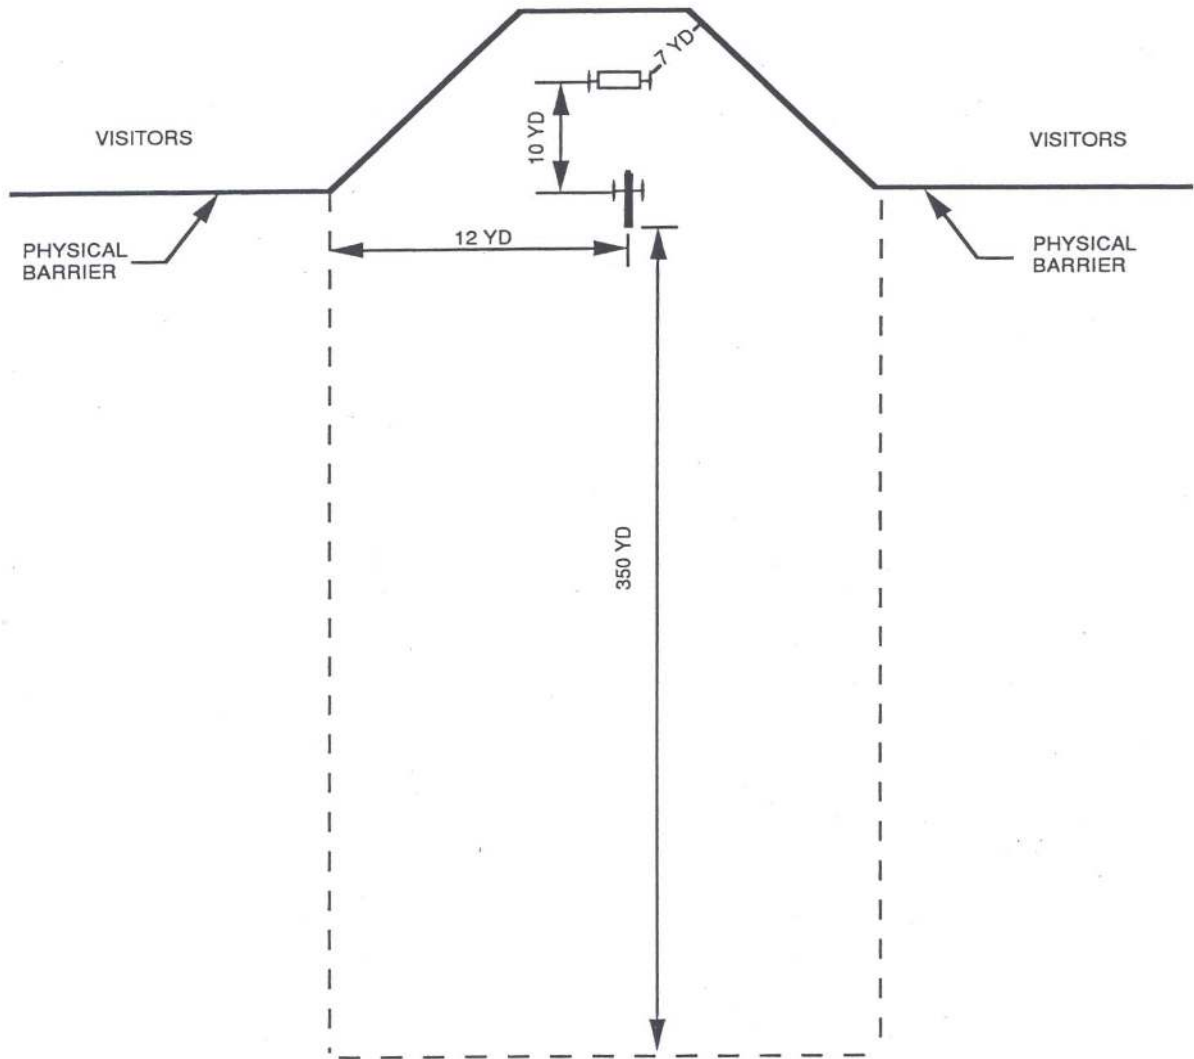 7 YD
VISITORS
10 YD
VISITORS
12 YD
PHYSICAL
BARRIER
PHYSICAL
BARRIER
350 YD